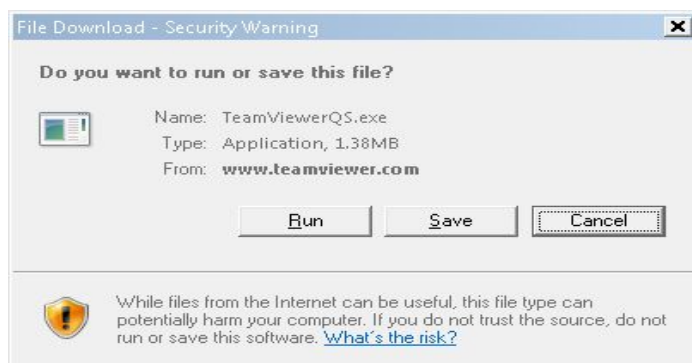 File Download - Security Warning
Do you want to run or save this file?
Name: TeamViewerQS.exe
Type: Application, 1.38MB
From: www.teamviewer.com
Run Save Cancel
While files from the Internet can be useful, this file type can
potentially harm your computer. If you do not trust the source, do not
run or save this software. What's the risk?